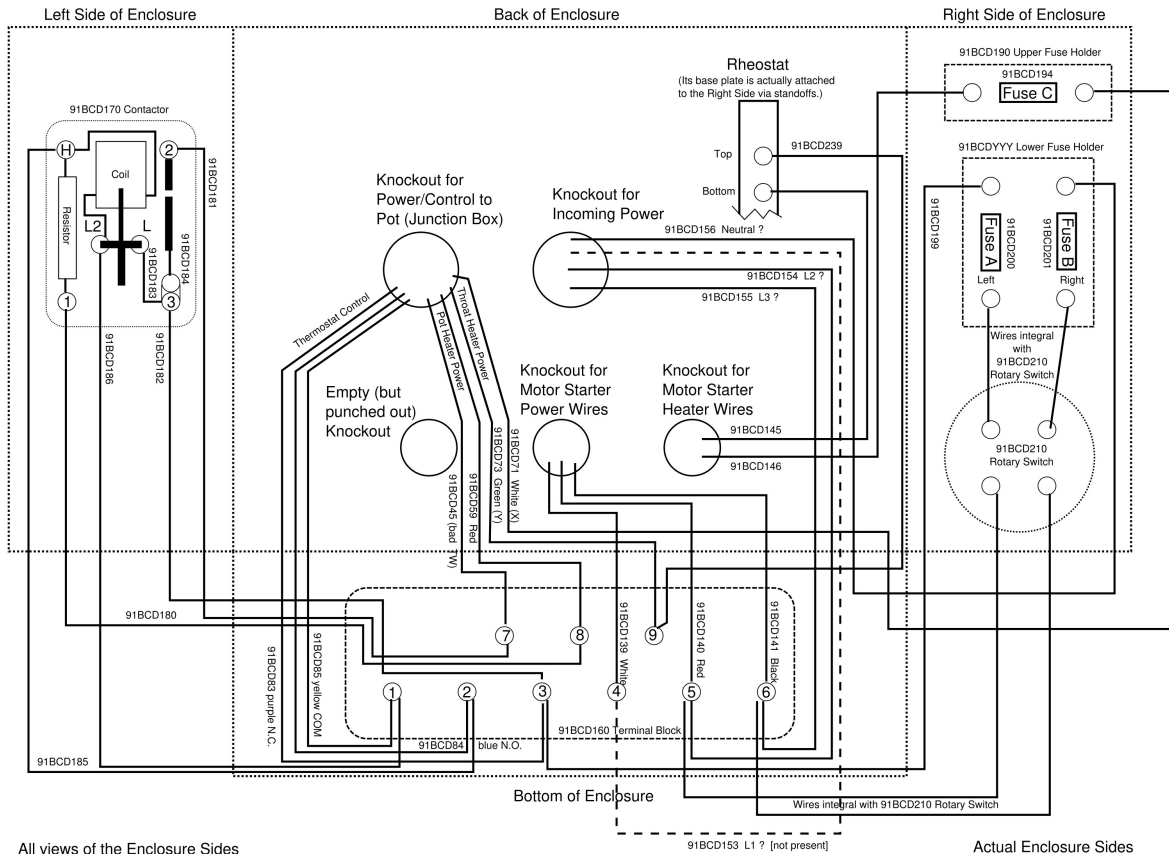 Left Side of Enclosure
Back of Enclosure
Right Side of Enclosure
91BCD170 Contactor
H
2
Coil
Resistor
L2
L
1
3
91BCD181
91BCD184
91BCD183
91BCD186
91BCD182
Rheostat
(Its base plate is actually attached
to the Right Side via standoffs.)
Top
Bottom
91BCD239
91BCD190 Upper Fuse Holder
91BCD194
Fuse C
91BCDYYY Lower Fuse Holder
91BCD199
Fuse A
91BCD200
91BCD201
Fuse B
Left
Right
Wires integral
with
91BCD210
Rotary Switch
91BCD210
Rotary Switch
Knockout for
Power/Control to
Pot (Junction Box)
Knockout for
Incoming Power
91BCD156 Neutral ?
91BCD154 L2 ?
91BCD155 L3 ?
Thermostat Control
Pot Heater Power
Throat Heater Power
Empty (but
punched out)
Knockout
Knockout for
Motor Starter
Power Wires
Knockout for
Motor Starter
Heater Wires
91BCD145
91BCD146
91BCD45 (bad TW)
91BCD59 Red
91BCD73 Green (Y)
91BCD71 White (X)
91BCD180
91BCD83 purple N.C.
91BCD85 yellow COM
91BCD84 blue N.O.
91BCD185
7
8
9
91BCD139 White
91BCD140 Red
91BCD141 Black
1
2
3
4
5
6
91BCD160 Terminal Block
Bottom of Enclosure
Wires integral with 91BCD210 Rotary Switch
91BCD153 L1 ? [not present]
All views of the Enclosure Sides
Actual Enclosure Sides